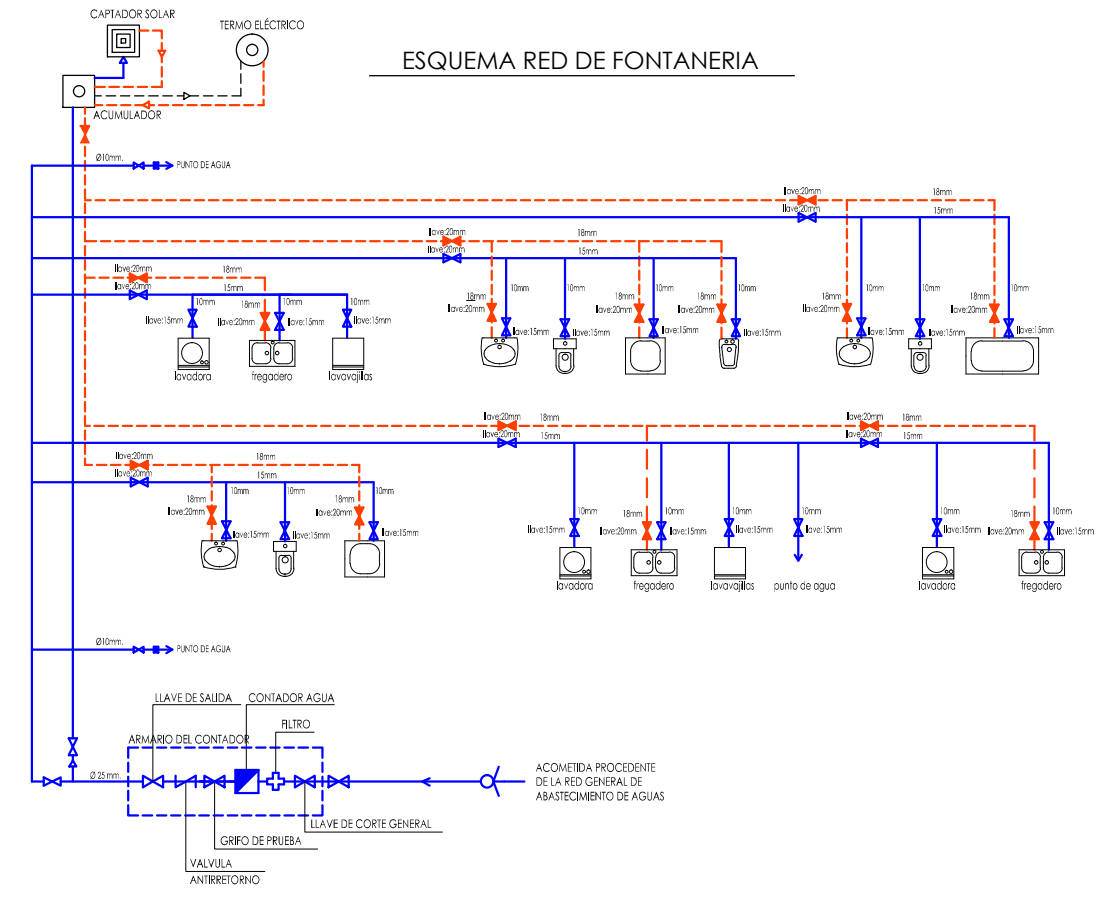 CAPTADOR SOLAR
TERMO ELÉCTRICO
ESQUEMA RED DE FONTANERIA
ACUMULADOR
Ø10mm.
PUNTO DE AGUA
llave:20mm
18mm
llave:20mm
15mm
llave:20mm
18mm
llave:20mm
15mm
llave:20mm
18mm
llave:20mm
15mm
10mm
18mm
10mm
10mm
llave:15mm
llave:20mm
llave:15mm
llave:15mm
lavadora
fregadero
lavavajillas
18mm
10mm
10mm
18mm
10mm
18mm
10mm
llave:20mm
llave:15mm
llave:15mm
llave:20mm
llave:15mm
llave:20mm
llave:15mm
18mm
10mm
10mm
18mm
10mm
llave:20mm
llave:15mm
llave:15mm
llave:20mm
llave:15mm
llave:20mm
18mm
llave:20mm
18mm
llave:20mm
15mm
llave:20mm
15mm
llave:20mm
18mm
llave:20mm
15mm
10mm
10mm
10mm
18mm
18mm
llave:20mm
llave:15mm
llave:15mm
llave:20mm
llave:15mm
10mm
18mm
10mm
10mm
10mm
10mm
18mm
10mm
llave:15mm
llave:20mm
llave:15mm
llave:15mm
llave:15mm
llave:15mm
llave:20mm
llave:15mm
lavadora
fregadero
lavavajillas
punto de agua
lavadora
fregadero
Ø10mm.
PUNTO DE AGUA
LLAVE DE SALIDA
CONTADOR AGUA
FILTRO
ARMARIO DEL CONTADOR
Ø 25 mm.
ACOMETIDA PROCEDENTE
DE LA RED GENERAL DE
ABASTECIMIENTO DE AGUAS
LLAVE DE CORTE GENERAL
GRIFO DE PRUEBA
VALVULA
ANTIRRETORNO